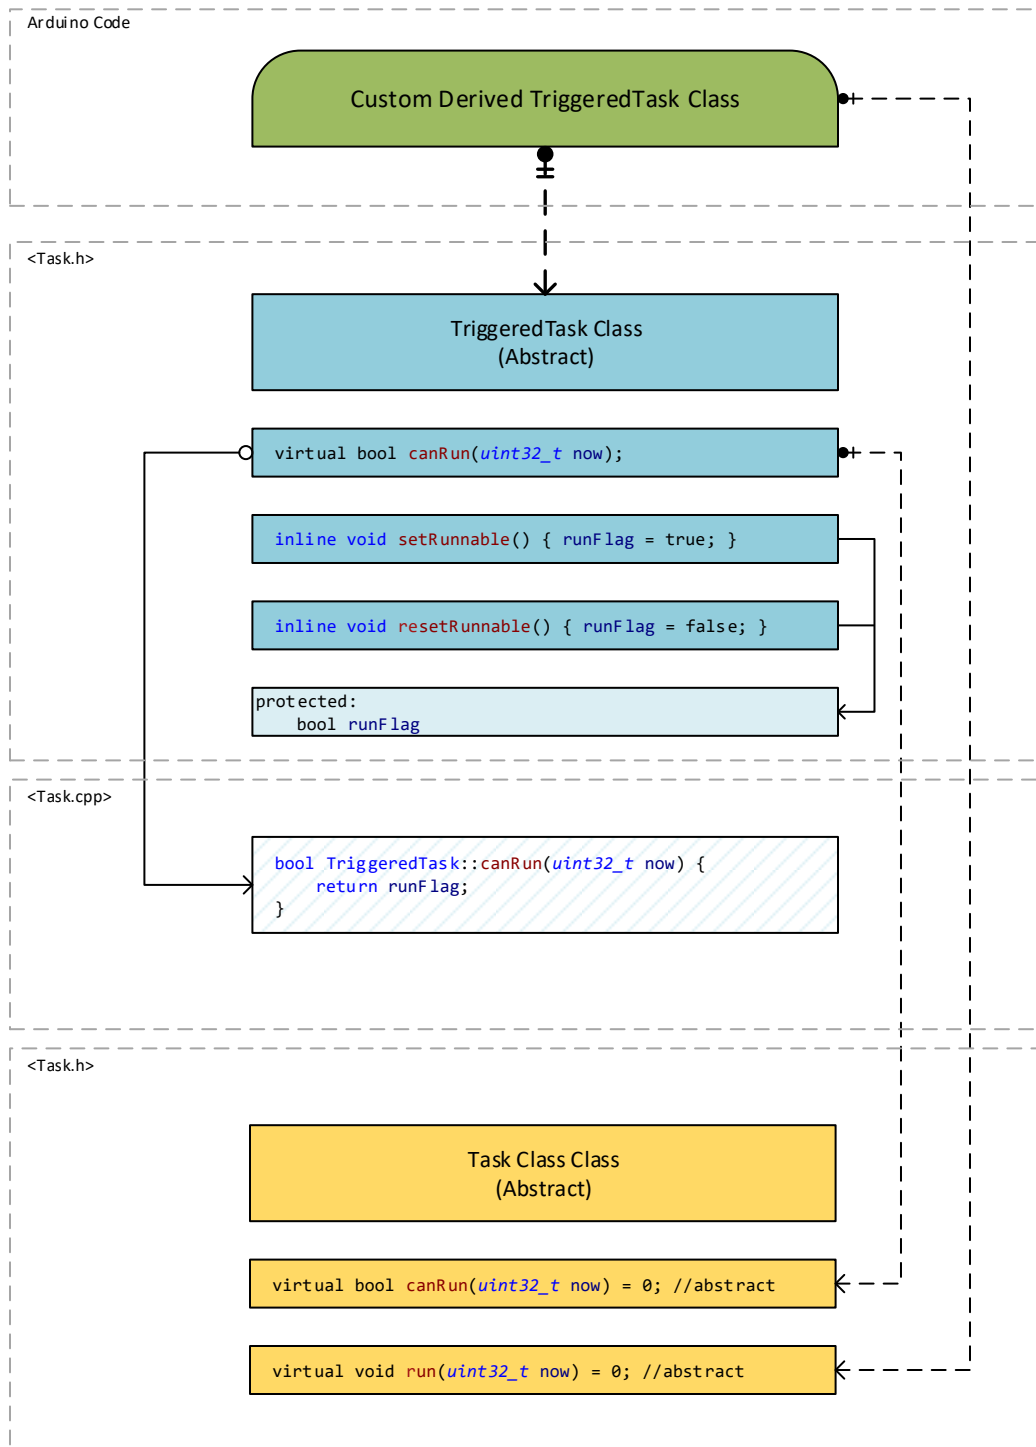 Arduino Code
Custom Derived TriggeredTask Class
<Task.h>
TriggeredTask Class
(Abstract)
virtual bool canRun(uint32_t now);
inline void setRunnable() { runFlag = true; }
inline void resetRunnable() { runFlag = false; }
protected:
bool runFlag
<Task.cpp>
bool TriggeredTask::canRun(uint32_t now) {
return runFlag;
}
<Task.h>
Task Class Class
(Abstract)
virtual bool canRun(uint32_t now) = 0; //abstract
virtual void run(uint32_t now) = 0; //abstract